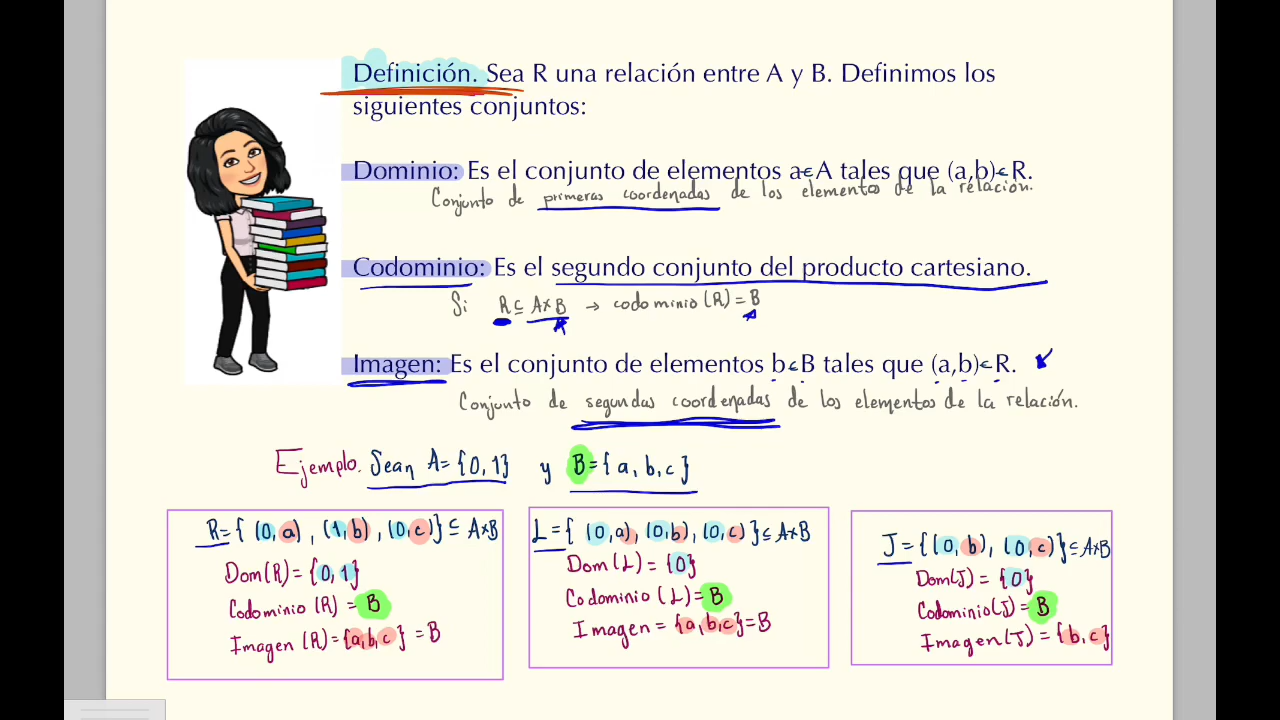 Definición. Sea R una relación entre A y B. Definimos los
siguientes conjuntos:
Dominio: Es el conjunto de elementos a∈A tales que (a,b)∈R.
Conjunto de primeras coordenadas de los elementos de la relación.
Codominio: Es el segundo conjunto del producto cartesiano.
Si R ⊆ A×B → codominio(R) = B
Imagen: Es el conjunto de elementos b∈B tales que (a,b)∈R.
Conjunto de segundas coordenadas de los elementos de la relación.
Ejemplo. Sean A={0,1} y B={a,b,c}
R={(0,a), (1,b), (0,c)} ⊆ A×B
Dom(R)={0,1}
Codominio (R) = B
Imagen (R)={a,b,c} = B
L={(0,a), (0,b), (0,c)} ⊆ A×B
Dom(L)={0}
Codominio (L)= B
Imagen = {a,b,c}=B
J={(0,b), (0,c)} ⊆ A×B
Dom(J)={0}
Codominio(J)= B
Imagen(J) = {b,c}